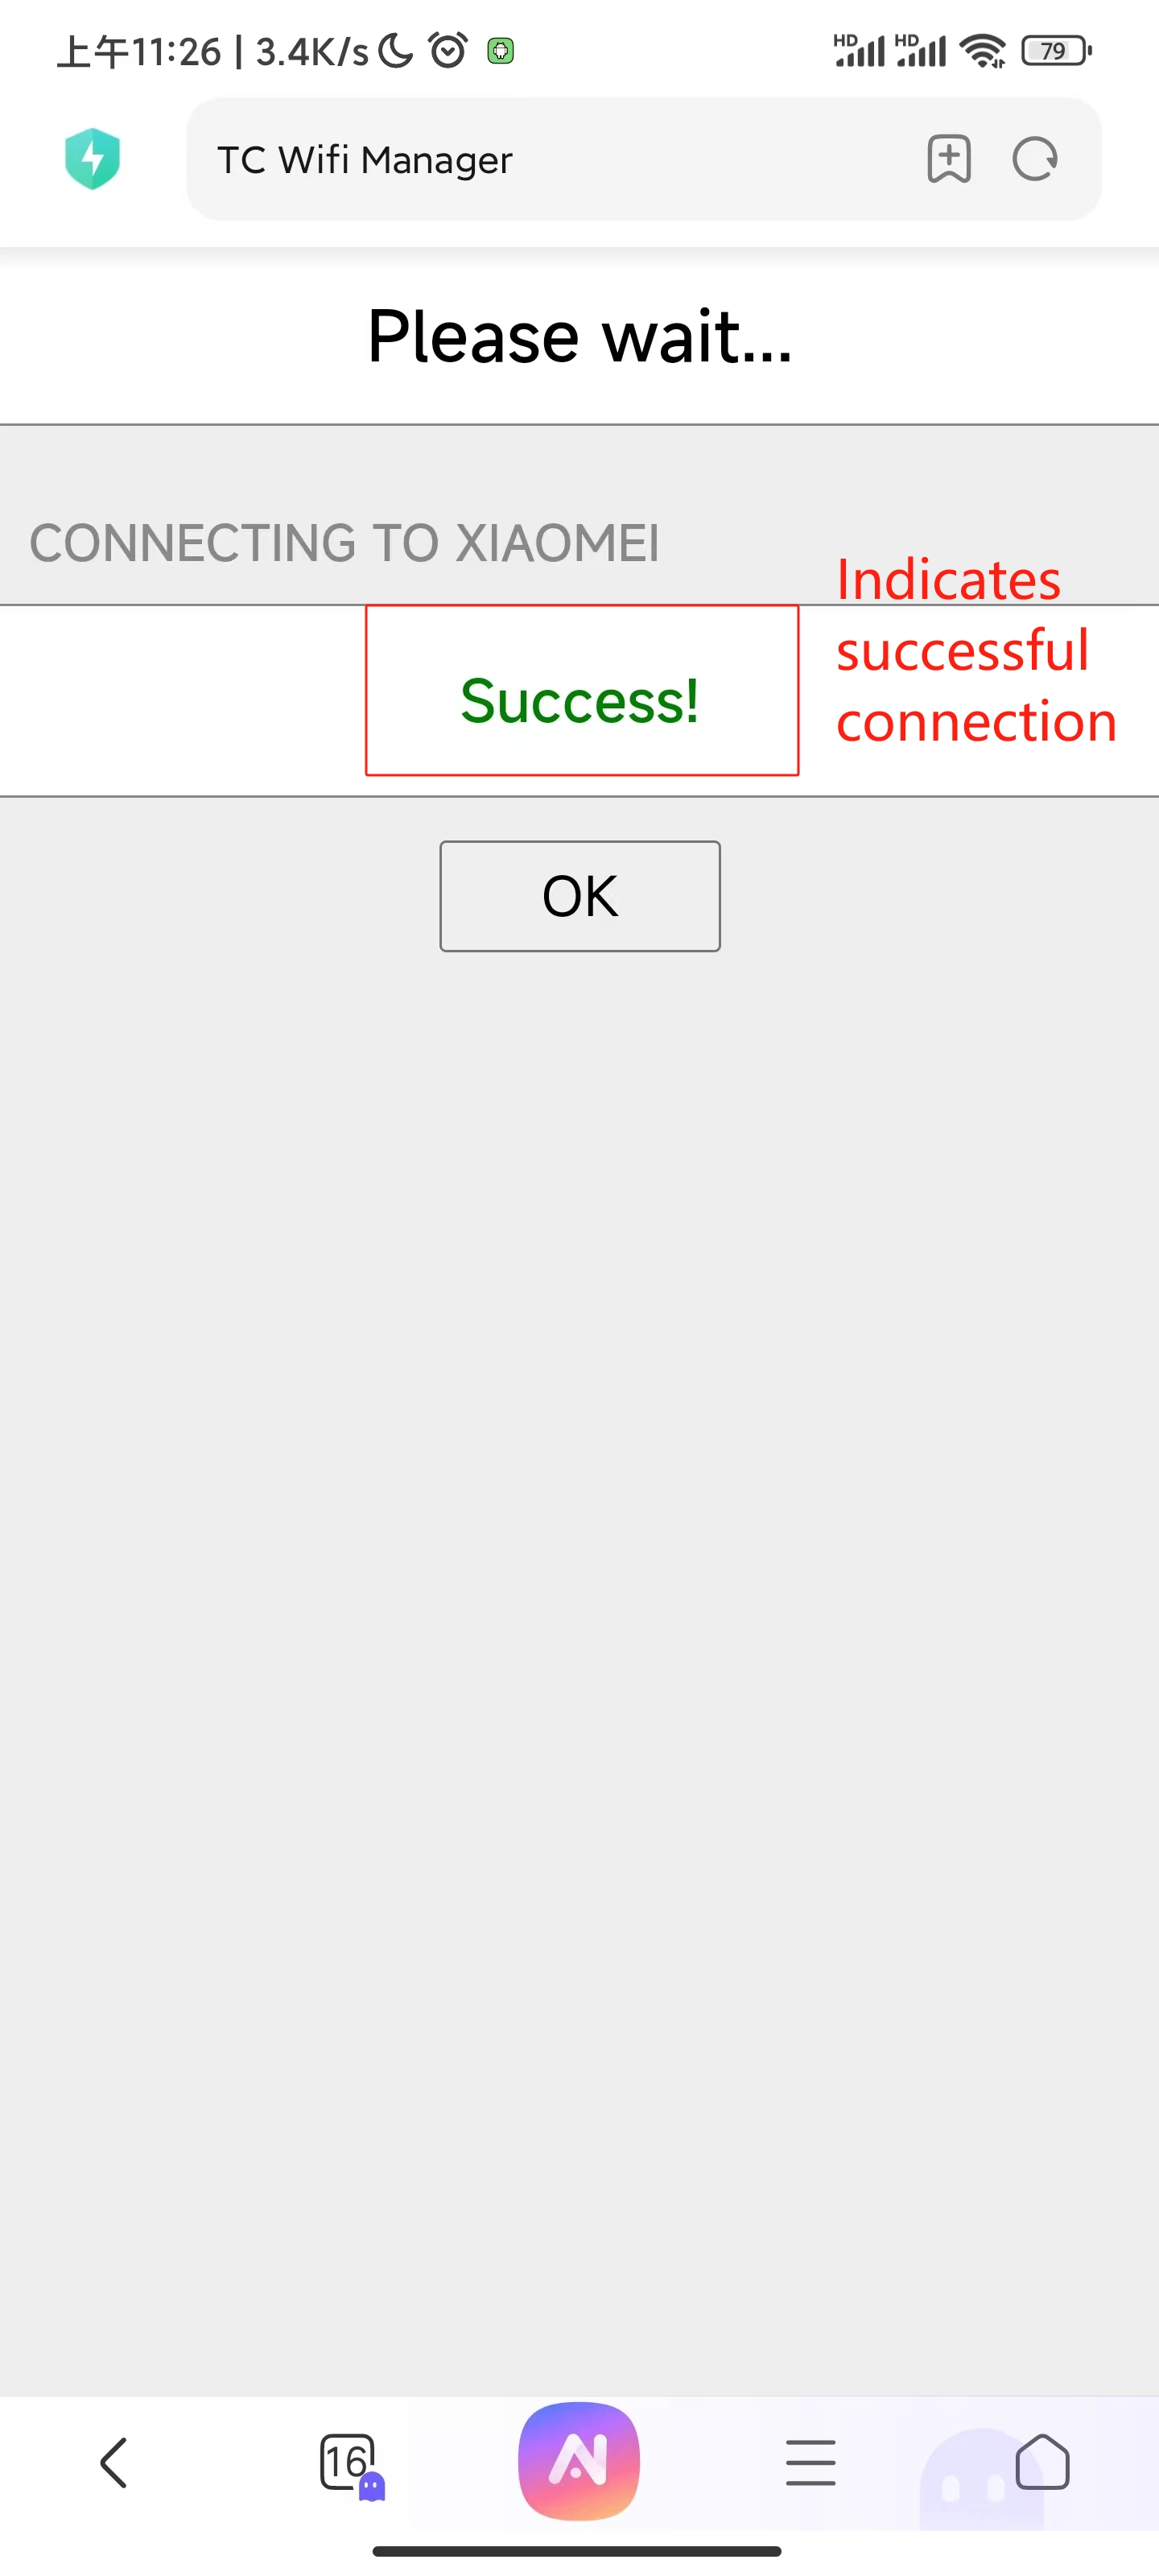 上午11:26 | 3.4K/s
HD HD 79
TC Wifi Manager
Please wait...
CONNECTING TO XIAOMEI
Indicates
successful
connection
Success!
OK
16
AI